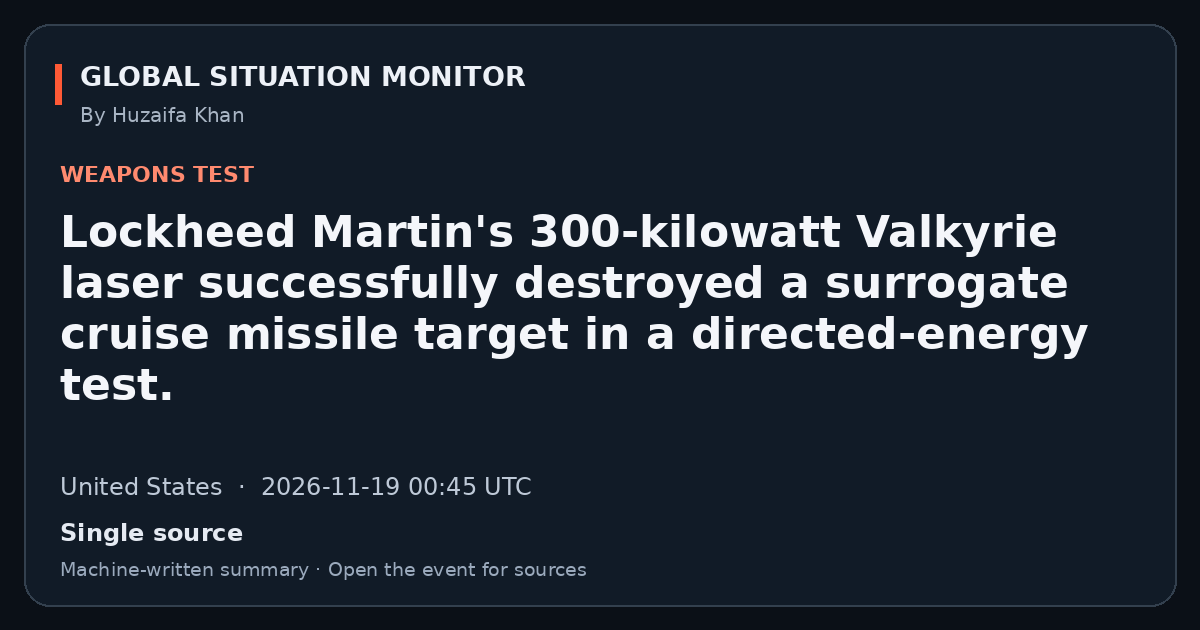 GLOBAL SITUATION MONITOR
By Huzaifa Khan
WEAPONS TEST
Lockheed Martin's 300-kilowatt Valkyrie
laser successfully destroyed a surrogate
cruise missile target in a directed-energy
test.
United States · 2026-11-19 00:45 UTC
Single source
Machine-written summary · Open the event for sources